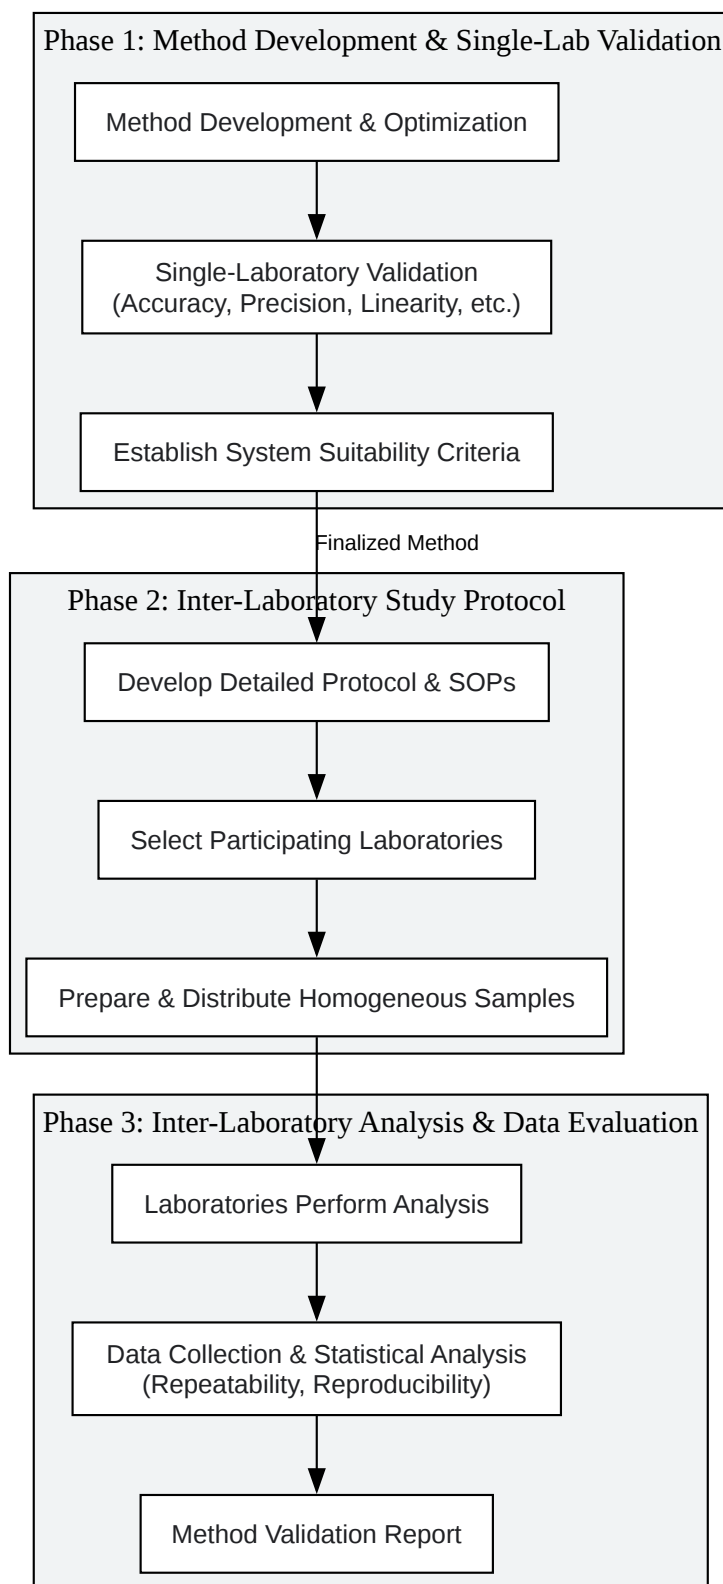 Phase 1: Method Development & Single-Lab Validation
Method Development & Optimization
Single-Laboratory Validation
(Accuracy, Precision, Linearity, etc.)
Establish System Suitability Criteria
Finalized Method
Phase 2: Inter-Laboratory Study Protocol
Develop Detailed Protocol & SOPs
Select Participating Laboratories
Prepare & Distribute Homogeneous Samples
Phase 3: Inter-Laboratory Analysis & Data Evaluation
Laboratories Perform Analysis
Data Collection & Statistical Analysis
(Repeatability, Reproducibility)
Method Validation Report